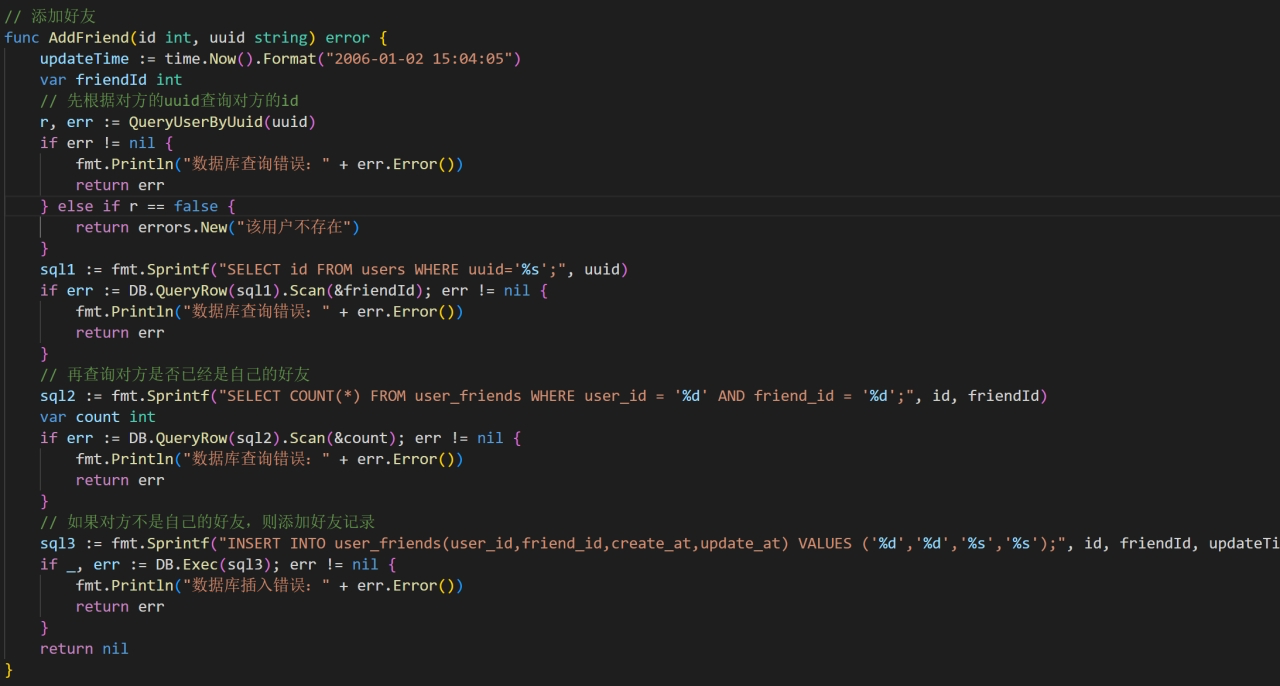 // 添加好友
func AddFriend(id int, uuid string) error {
updateTime := time.Now().Format("2006-01-02 15:04:05")
var friendId int
// 先根据对方的uuid查询对方的id
r, err := QueryUserByUuid(uuid)
if err != nil {
fmt.Println("数据库查询错误：" + err.Error())
return err
} else if r == false {
return errors.New("该用户不存在")
}
sql1 := fmt.Sprintf("SELECT id FROM users WHERE uuid='%s';", uuid)
if err := DB.QueryRow(sql1).Scan(&friendId); err != nil {
fmt.Println("数据库查询错误：" + err.Error())
return err
}
// 再查询对方是否已经是自己的好友
sql2 := fmt.Sprintf("SELECT COUNT(*) FROM user_friends WHERE user_id = '%d' AND friend_id = '%d';", id, friendId)
var count int
if err := DB.QueryRow(sql2).Scan(&count); err != nil {
fmt.Println("数据库查询错误：" + err.Error())
return err
}
// 如果对方不是自己的好友，则添加好友记录
sql3 := fmt.Sprintf("INSERT INTO user_friends(user_id,friend_id,create_at,update_at) VALUES ('%d','%d','%s','%s');", id, friendId, updateTi
if _, err := DB.Exec(sql3); err != nil {
fmt.Println("数据库插入错误：" + err.Error())
return err
}
return nil
}